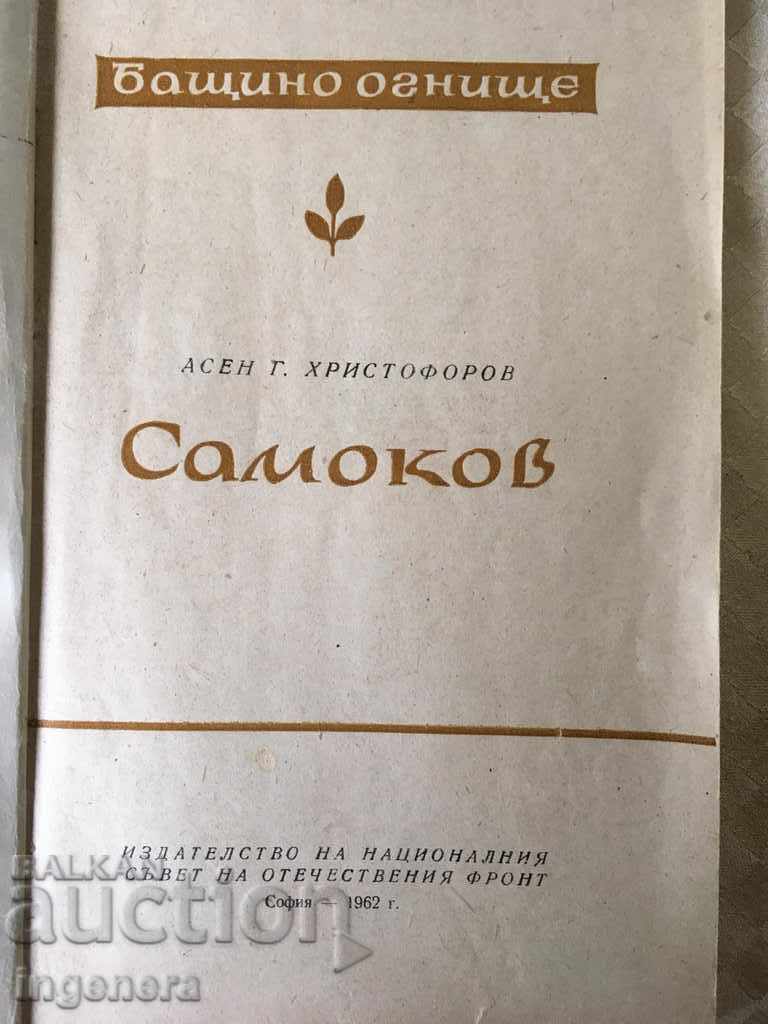 бащино огнище
АСЕН Г. ХРИСТОФОРОВ
Самоков
ИЗДАТЕЛСТВО НА НАЦИОНАЛНИЯ
СЪВЕТ НА ОТЕЧЕСТВЕНИЯ ФРОНТ
София — 1962 г.
BALKAN
auction
ingenera